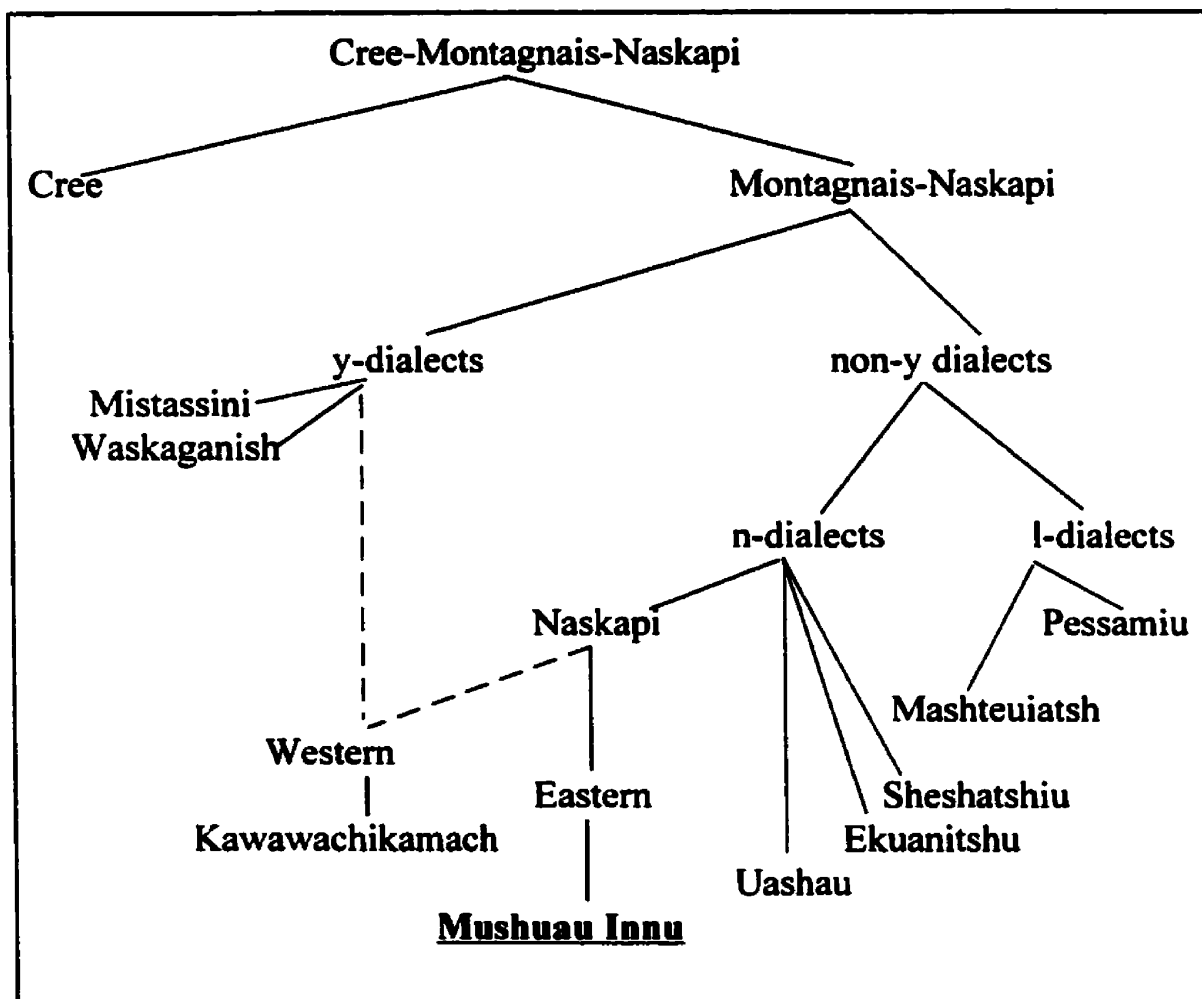 Cree-Montagnais-Naskapi
Cree
Montagnais-Naskapi
y-dialects
non-y dialects
Mistassini
Waskaganish
n-dialects
l-dialects
Naskapi
Pessamiu
Mashteuiatsh
Western
Eastern
Sheshatshiu
Kawawachikamach
Ekuanitshu
Uashau
Mushuau Innu